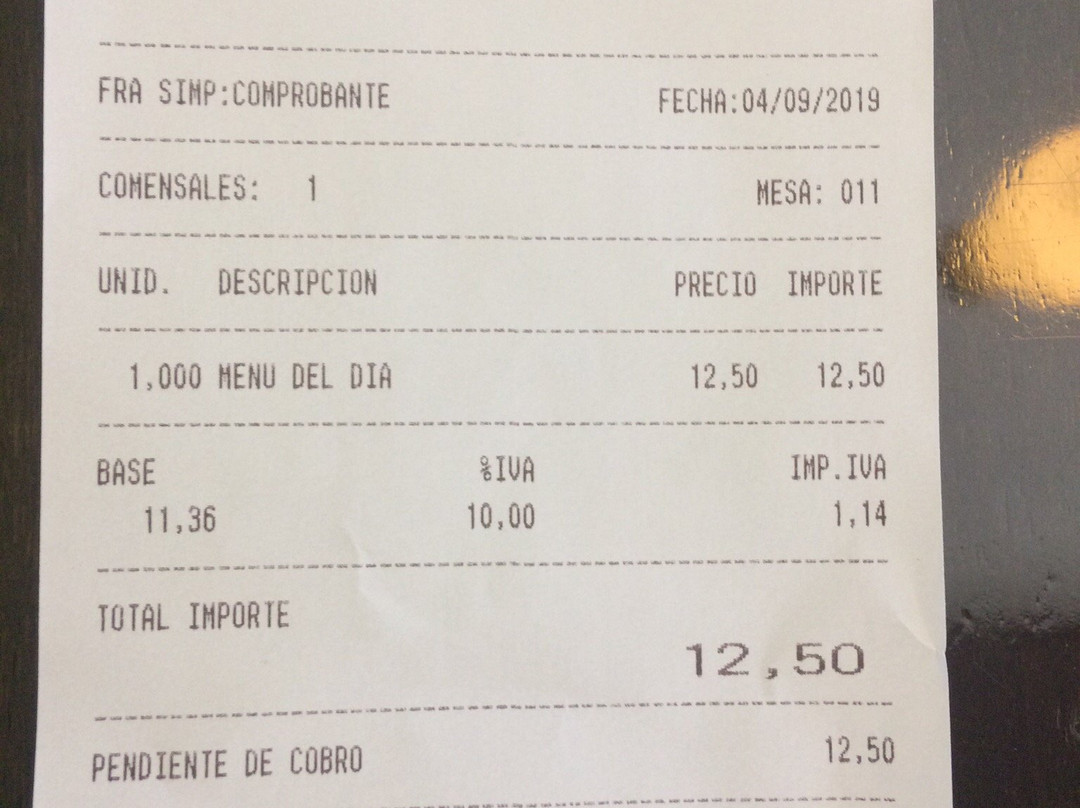 FRA SIMP:COMPROBANTE FECHA:04/09/2019
COMENSALES: 1 MESA: 011
UNID. DESCRIPCION PRECIO IMPORTE
1,000 MENU DEL DIA 12,50 12,50
BASE %IVA IMP.IVA
11,36 10,00 1,14
TOTAL IMPORTE
12,50
PENDIENTE DE COBRO 12,50